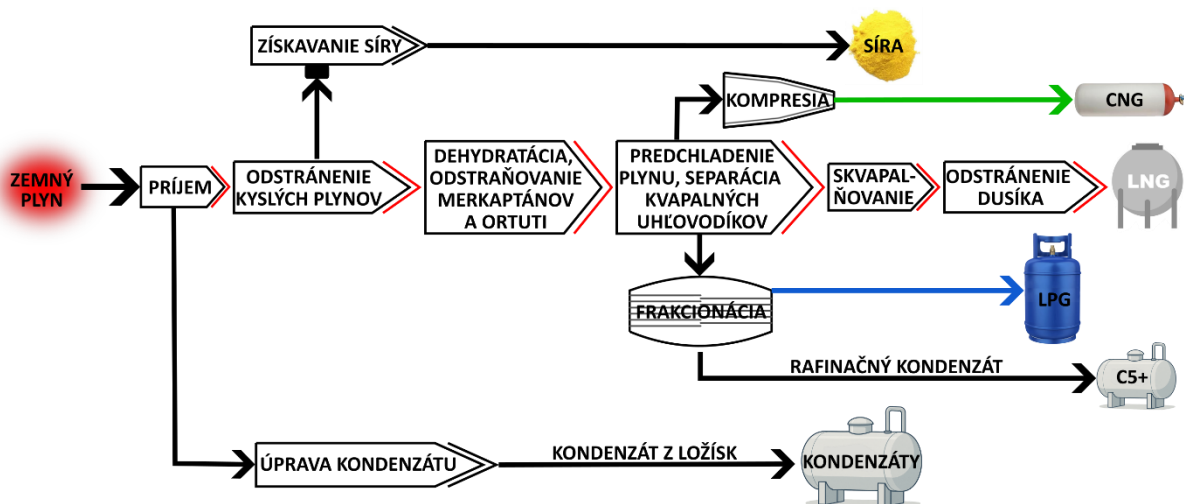 ZÍSKAVANIE SÍRY
SÍRA
KOMPRESIA
CNG
ZEMNÝ
PLYN
PRÍJEM
ODSTRÁNENIE
KYSLÝCH PLYNOV
DEHYDRATÁCIA,
ODSTRAŇOVANIE
MERKAPTÁNOV
A ORTUTI
PREDCHLADENIE
PLYNU, SEPARÁCIA
KVAPALNÝCH
UHĽOVODÍKOV
SKVAPAL-
ŇOVANIE
ODSTRÁNENIE
DUSÍKA
LNG
FRAKCIONÁCIA
LPG
RAFINAČNÝ KONDENZÁT
C5+
ÚPRAVA KONDENZÁTU
KONDENZÁT Z LOŽÍSK
KONDENZÁTY